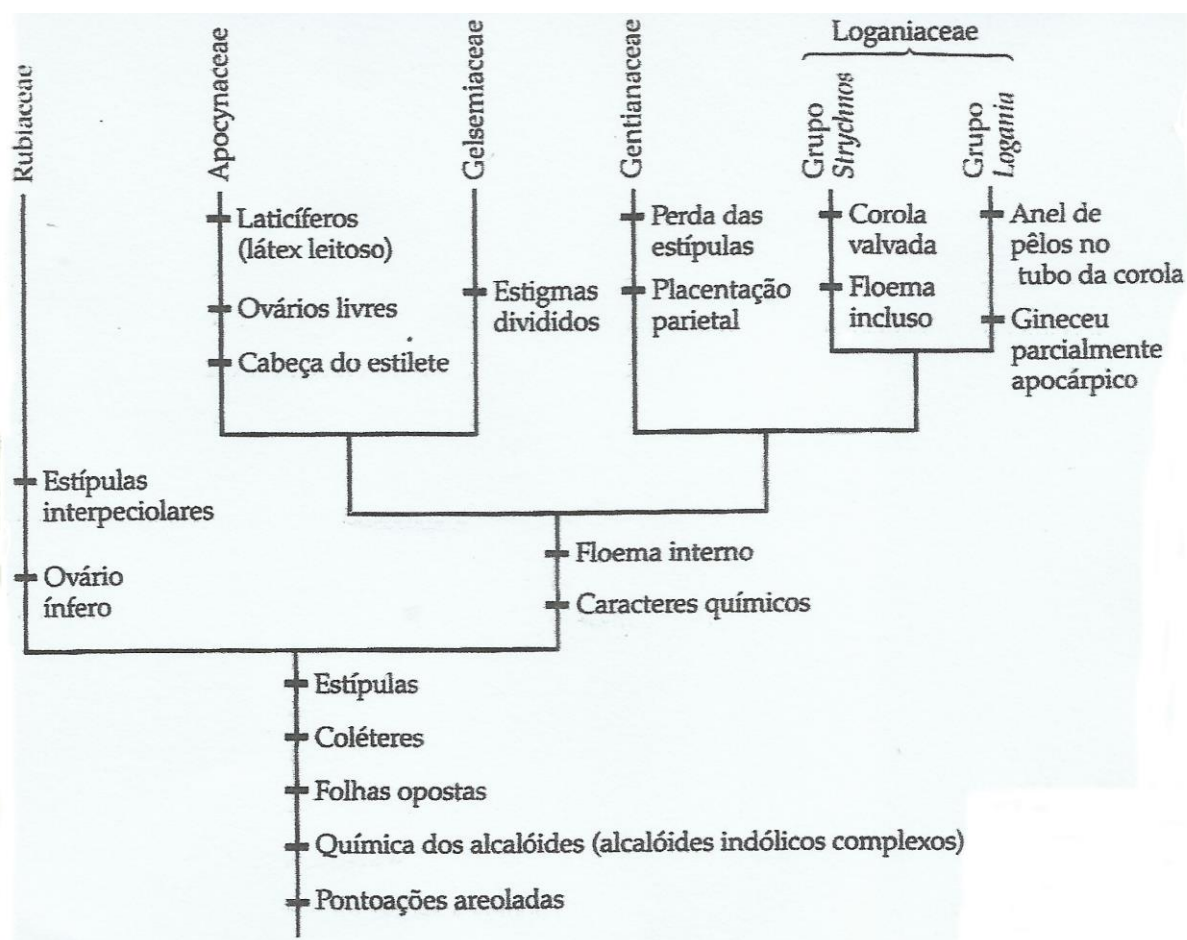 Loganiaceae
Rubiaceae
Apocynaceae
Gelsemiaceae
Gentianaceae
Grupo
Strychnos
Grupo
Logania
Laticíferos
(látex leitoso)
Ovários livres
Cabeça do estilete
Estigmas
divididos
Perda das
estípulas
Placentação
parietal
Corola
valvada
Floema
incluso
Anel de
pêlos no
tubo da corola
Gineceu
parcialmente
apocárpico
Estípulas
interpeciolares
Ovário
ínfero
Floema interno
Caracteres químicos
Estípulas
Coléteres
Folhas opostas
Química dos alcalóides (alcalóides indólicos complexos)
Pontoações areoladas